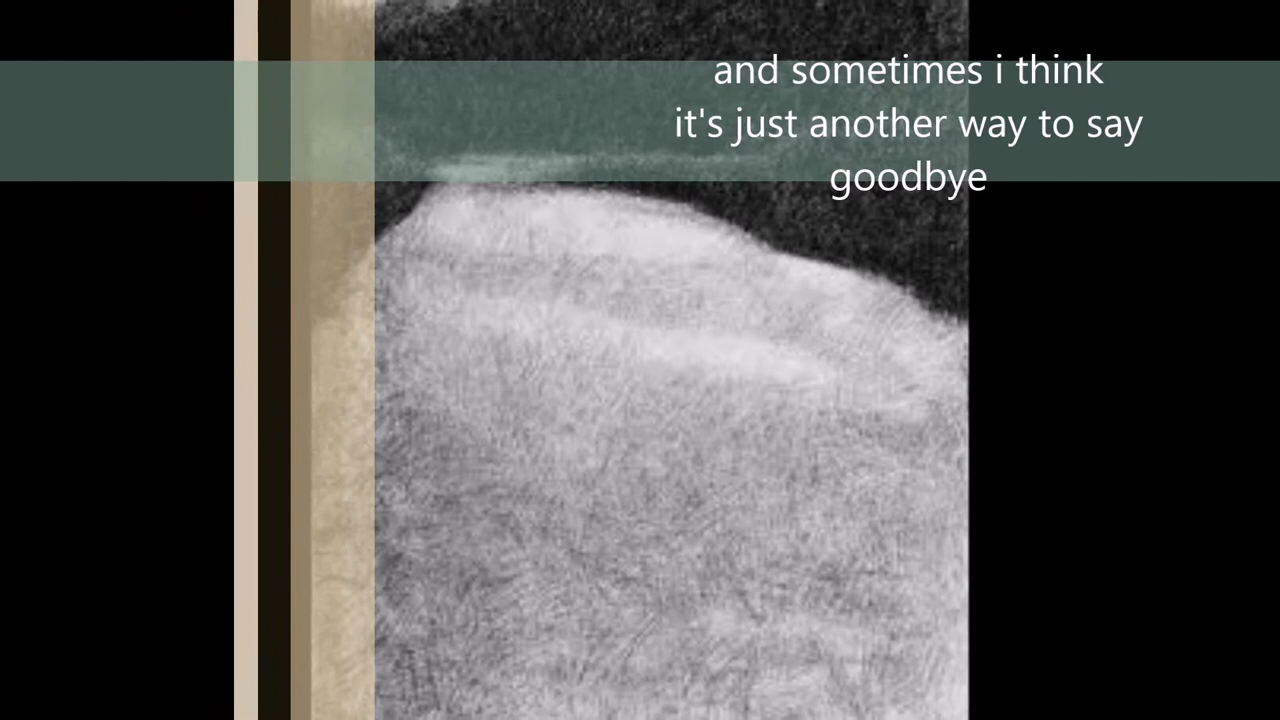 and sometimes i think
it's just another way to say
goodbye